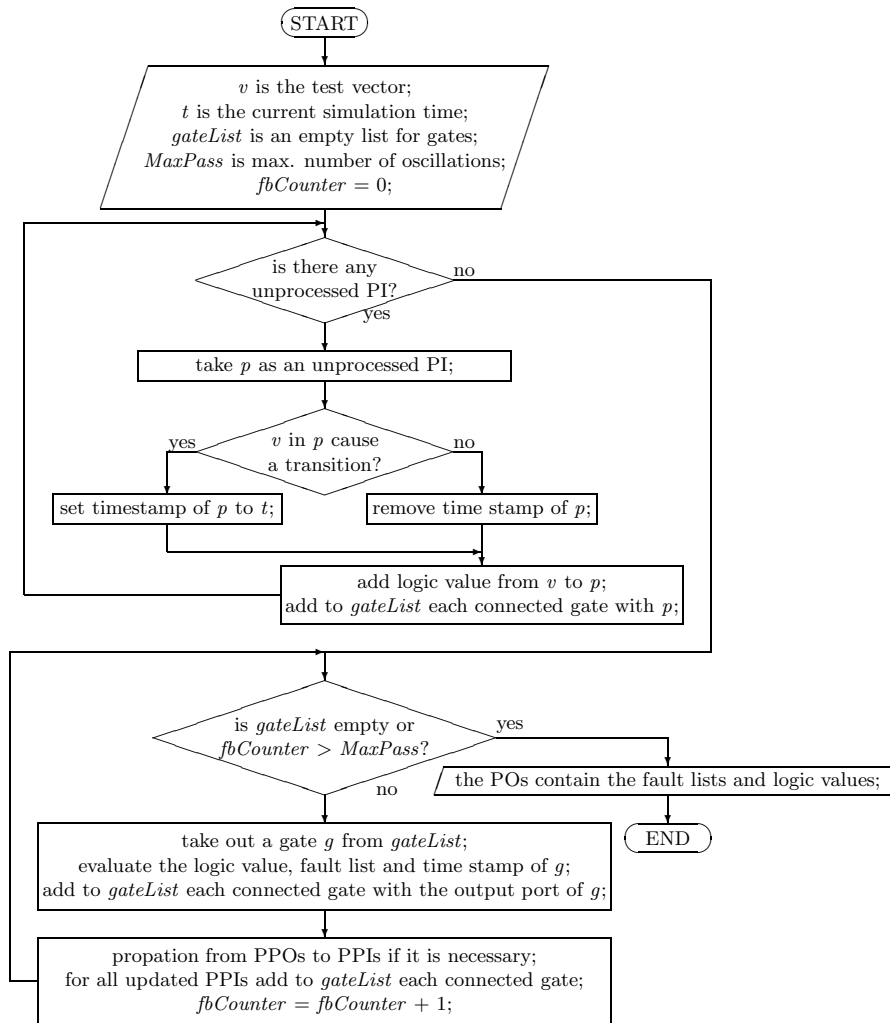 START
v is the test vector;
t is the current simulation time;
gateList is an empty list for gates;
MaxPass is max. number of oscillations;
fbCounter = 0;
is there any
unprocessed PI?
no
yes
take p as an unprocessed PI;
v in p cause
a transition?
yes
no
set timestamp of p to t;
remove time stamp of p;
add logic value from v to p;
add to gateList each connected gate with p;
is gateList empty or
fbCounter > MaxPass?
yes
no
the POs contain the fault lists and logic values;
END
take out a gate g from gateList;
evaluate the logic value, fault list and time stamp of g;
add to gateList each connected gate with the output port of g;
propation from PPOs to PPIs if it is necessary;
for all updated PPIs add to gateList each connected gate;
fbCounter = fbCounter + 1;